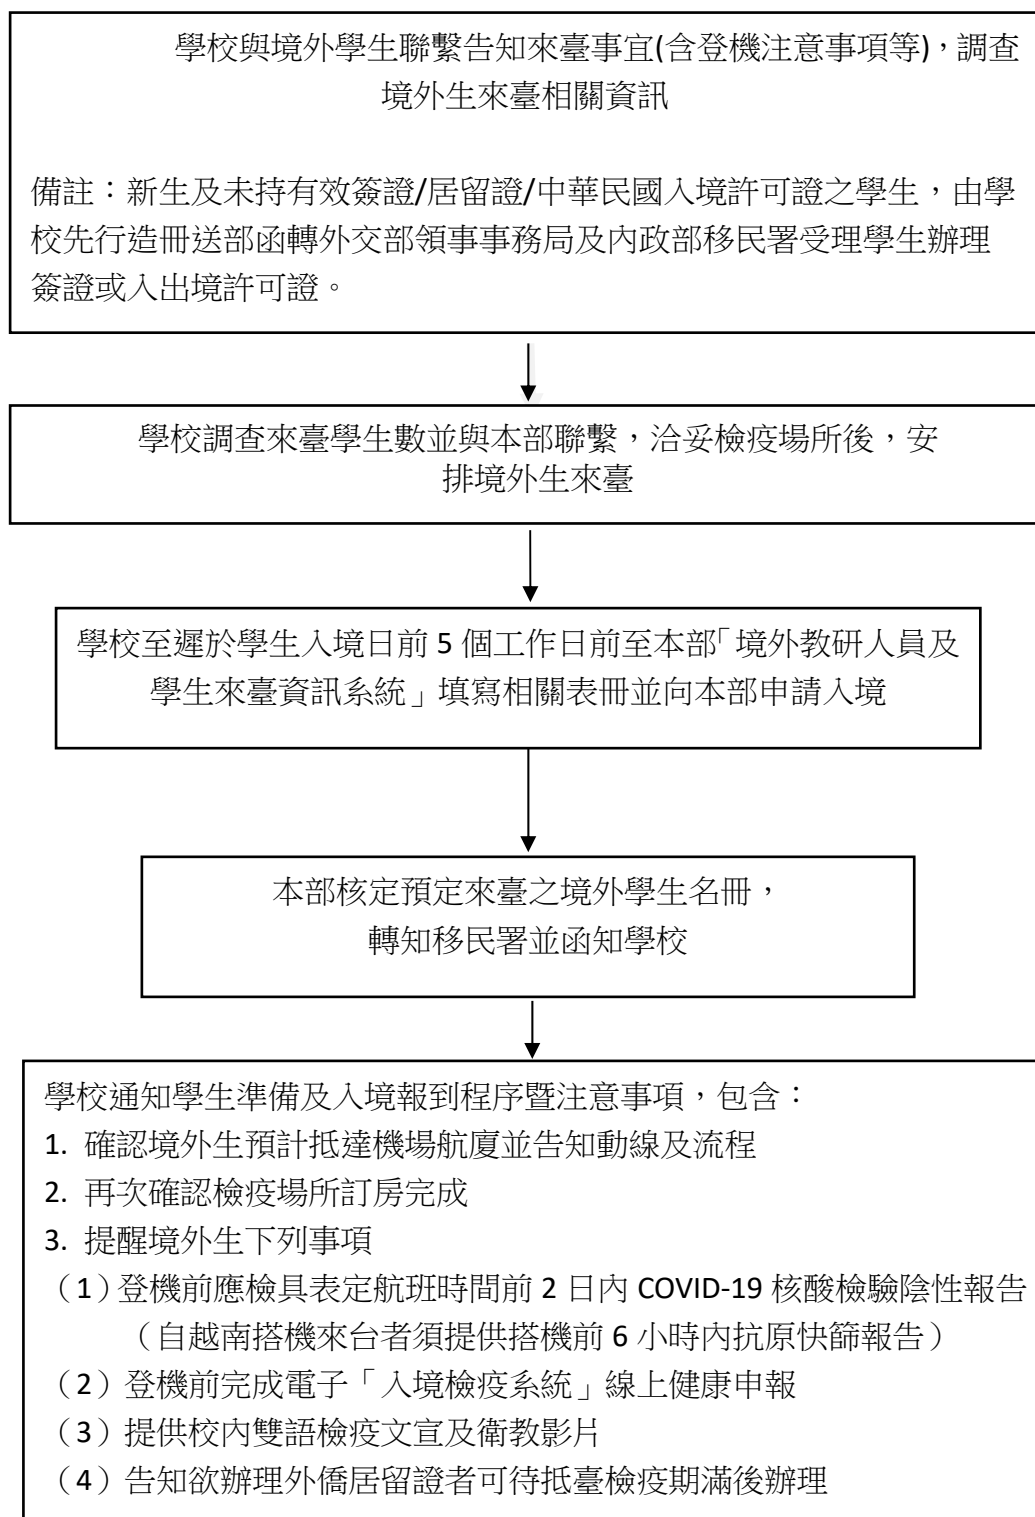 學校與境外學生聯繫告知來臺事宜(含登機注意事項等)，調查
境外生來臺相關資訊
備註：新生及未持有效簽證/居留證/中華民國入境許可證之學生，由學
校先行造冊送部函轉外交部領事事務局及內政部移民署受理學生辦理
簽證或入出境許可證。
學校調查來臺學生數並與本部聯繫，洽妥檢疫場所後，安
排境外生來臺
學校至遲於學生入境日前 5 個工作日前至本部「境外教研人員及
學生來臺資訊系統」填寫相關表冊並向本部申請入境
本部核定預定來臺之境外學生名冊，
轉知移民署並函知學校
學校通知學生準備及入境報到程序暨注意事項，包含：
1. 確認境外生預計抵達機場航廈並告知動線及流程
2. 再次確認檢疫場所訂房完成
3. 提醒境外生下列事項
（1）登機前應檢具表定航班時間前 2 日內 COVID-19 核酸檢驗陰性報告
（自越南搭機來台者須提供搭機前 6 小時內抗原快篩報告）
（2）登機前完成電子「入境檢疫系統」線上健康申報
（3）提供校內雙語檢疫文宣及衛教影片
（4）告知欲辦理外僑居留證者可待抵臺檢疫期滿後辦理